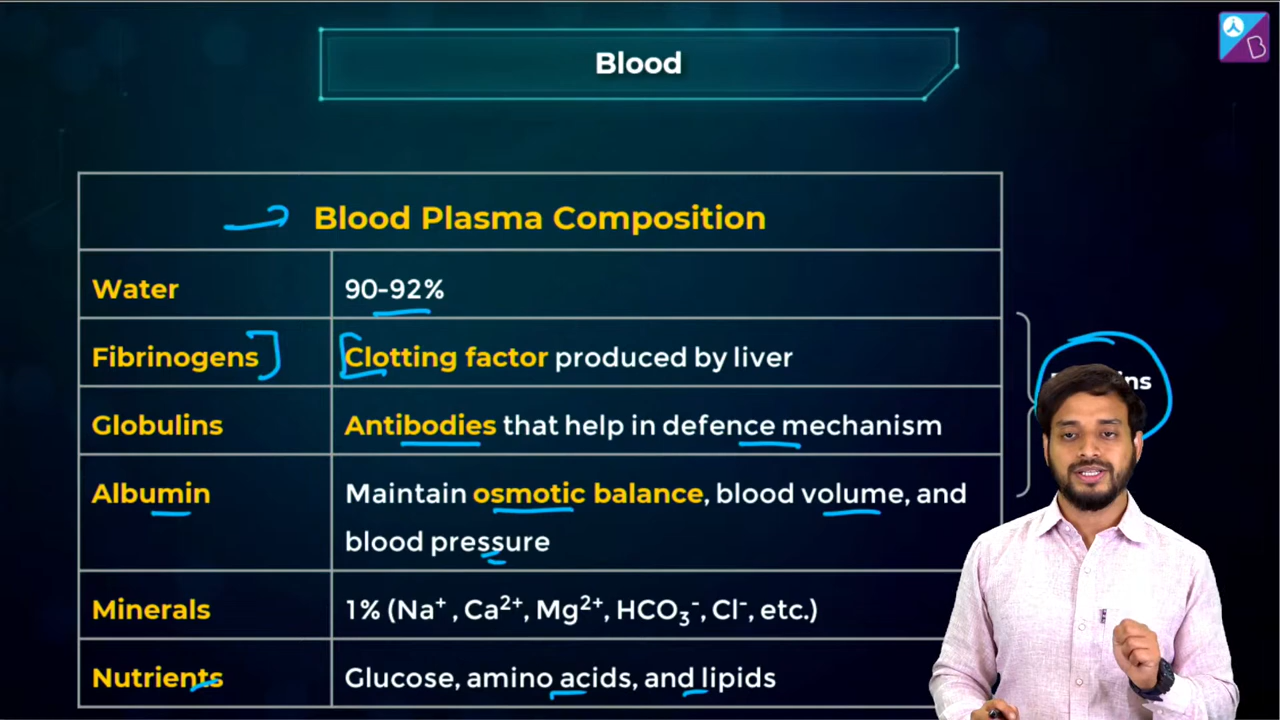 Blood
Blood Plasma Composition
Water 90-92%
Fibrinogens Clotting factor produced by liver
Globulins Antibodies that help in defence mechanism
Albumin Maintain osmotic balance, blood volume, and
blood pressure
Minerals 1% (Na⁺, Ca²⁺, Mg²⁺, HCO₃⁻, Cl⁻, etc.)
Nutrients Glucose, amino acids, and lipids
B